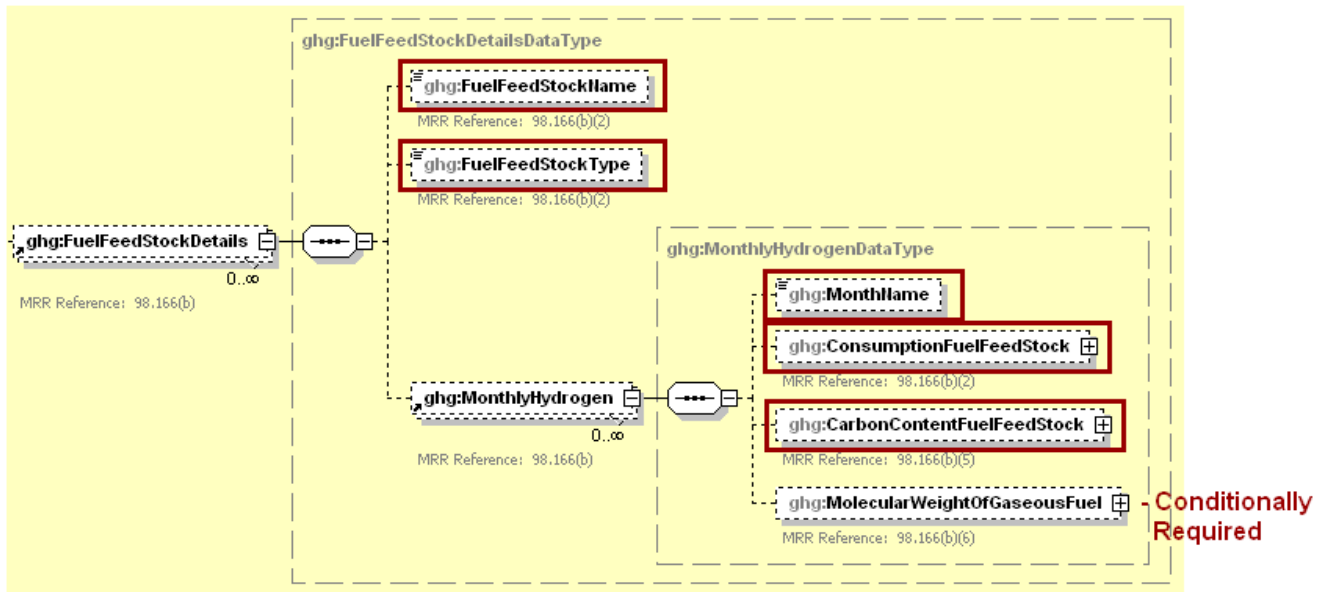 ghg:FuelFeedStockDetailsDataType
ghg:FuelFeedStockName
MRR Reference: 98.166(b)(2)
ghg:FuelFeedStockType
MRR Reference: 98.166(b)(2)
ghg:FuelFeedStockDetails
0..∞
MRR Reference: 98.166(b)
ghg:MonthlyHydrogenDataType
ghg:MonthName
ghg:ConsumptionFuelFeedStock
MRR Reference: 98.166(b)(2)
ghg:MonthlyHydrogen
0..∞
MRR Reference: 98.166(b)
ghg:CarbonContentFuelFeedStock
MRR Reference: 98.166(b)(5)
ghg:MolecularWeightOfGaseousFuel
MRR Reference: 98.166(b)(6)
- Conditionally
Required